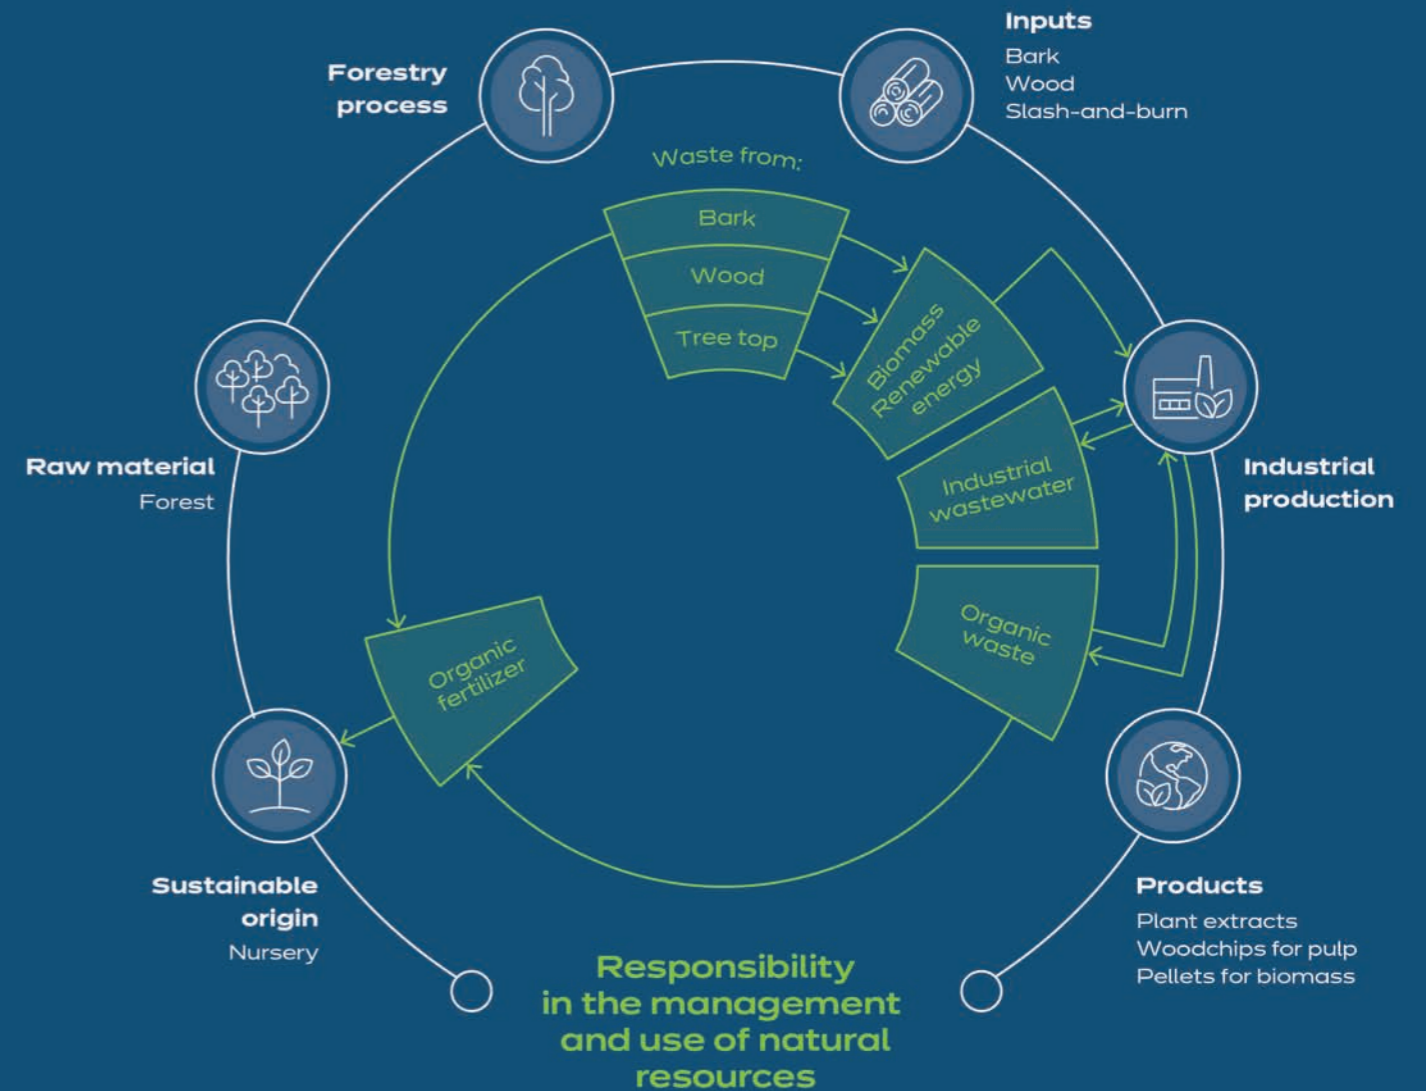 Inputs
Bark
Wood
Slash-and-burn
Forestry
process
Waste from:
Bark
Wood
Tree top
Biomass
Renewable
energy
Industrial
wastewater
Industrial
production
Raw material
Forest
Organic
waste
Organic
fertilizer
Sustainable
origin
Nursery
Products
Plant extracts
Woodchips for pulp
Pellets for biomass
Responsibility
in the management
and use of natural
resources